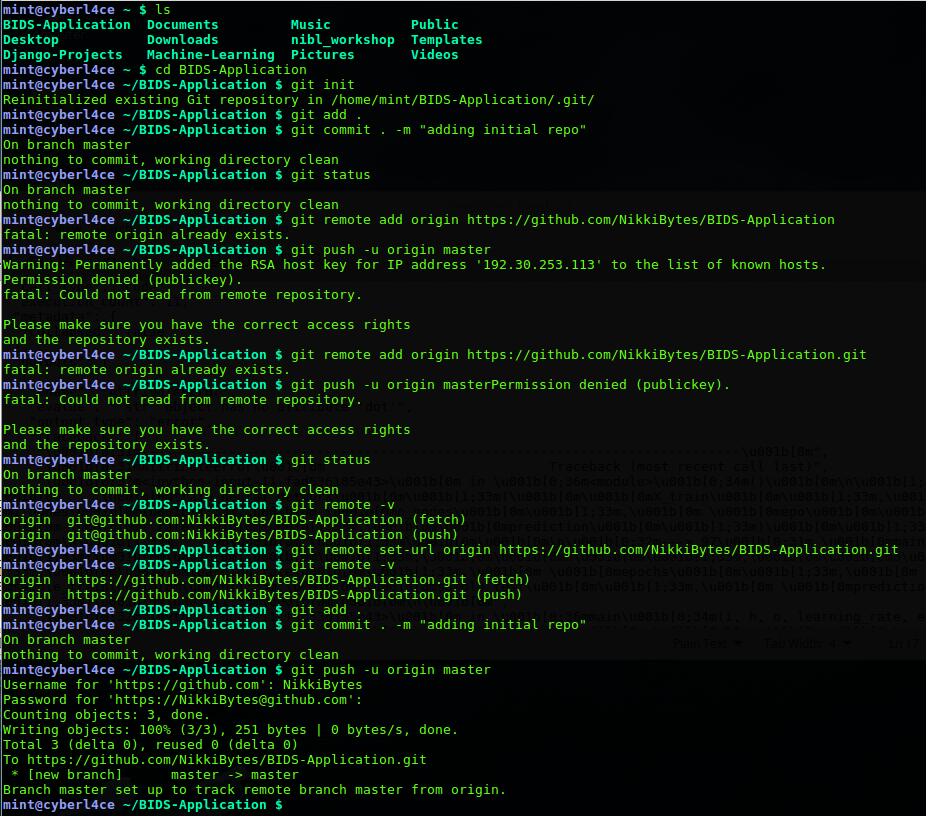 mint@cyberl4ce ~ $ ls
BIDS-Application  Documents         Music          Public
Desktop           Downloads         nibl_workshop  Templates
Django-Projects   Machine-Learning  Pictures       Videos
mint@cyberl4ce ~ $ cd BIDS-Application
mint@cyberl4ce ~/BIDS-Application $ git init
Reinitialized existing Git repository in /home/mint/BIDS-Application/.git/
mint@cyberl4ce ~/BIDS-Application $ git add .
mint@cyberl4ce ~/BIDS-Application $ git commit . -m "adding initial repo"
On branch master
nothing to commit, working directory clean
mint@cyberl4ce ~/BIDS-Application $ git status
On branch master
nothing to commit, working directory clean
mint@cyberl4ce ~/BIDS-Application $ git remote add origin https://github.com/NikkiBytes/BIDS-Application
fatal: remote origin already exists.
mint@cyberl4ce ~/BIDS-Application $ git push -u origin master
Warning: Permanently added the RSA host key for IP address '192.30.253.113' to the list of known hosts.
Permission denied (publickey).
fatal: Could not read from remote repository.

Please make sure you have the correct access rights
and the repository exists.
mint@cyberl4ce ~/BIDS-Application $ git remote add origin https://github.com/NikkiBytes/BIDS-Application.git
fatal: remote origin already exists.
mint@cyberl4ce ~/BIDS-Application $ git push -u origin masterPermission denied (publickey).
fatal: Could not read from remote repository.

Please make sure you have the correct access rights
and the repository exists.
mint@cyberl4ce ~/BIDS-Application $ git status
On branch master
nothing to commit, working directory clean
mint@cyberl4ce ~/BIDS-Application $ git remote -v
origin  git@github.com:NikkiBytes/BIDS-Application (fetch)
origin  git@github.com:NikkiBytes/BIDS-Application (push)
mint@cyberl4ce ~/BIDS-Application $ git remote set-url origin https://github.com/NikkiBytes/BIDS-Application.git
mint@cyberl4ce ~/BIDS-Application $ git remote -v
origin  https://github.com/NikkiBytes/BIDS-Application.git (fetch)
origin  https://github.com/NikkiBytes/BIDS-Application.git (push)
mint@cyberl4ce ~/BIDS-Application $ git add .
mint@cyberl4ce ~/BIDS-Application $ git commit . -m "adding initial repo"
On branch master
nothing to commit, working directory clean
mint@cyberl4ce ~/BIDS-Application $ git push -u origin master
Username for 'https://github.com': NikkiBytes
Password for 'https://NikkiBytes@github.com':
Counting objects: 3, done.
Writing objects: 100% (3/3), 251 bytes | 0 bytes/s, done.
Total 3 (delta 0), reused 0 (delta 0)
To https://github.com/NikkiBytes/BIDS-Application.git
 * [new branch]      master -> master
Branch master set up to track remote branch master from origin.
mint@cyberl4ce ~/BIDS-Application $